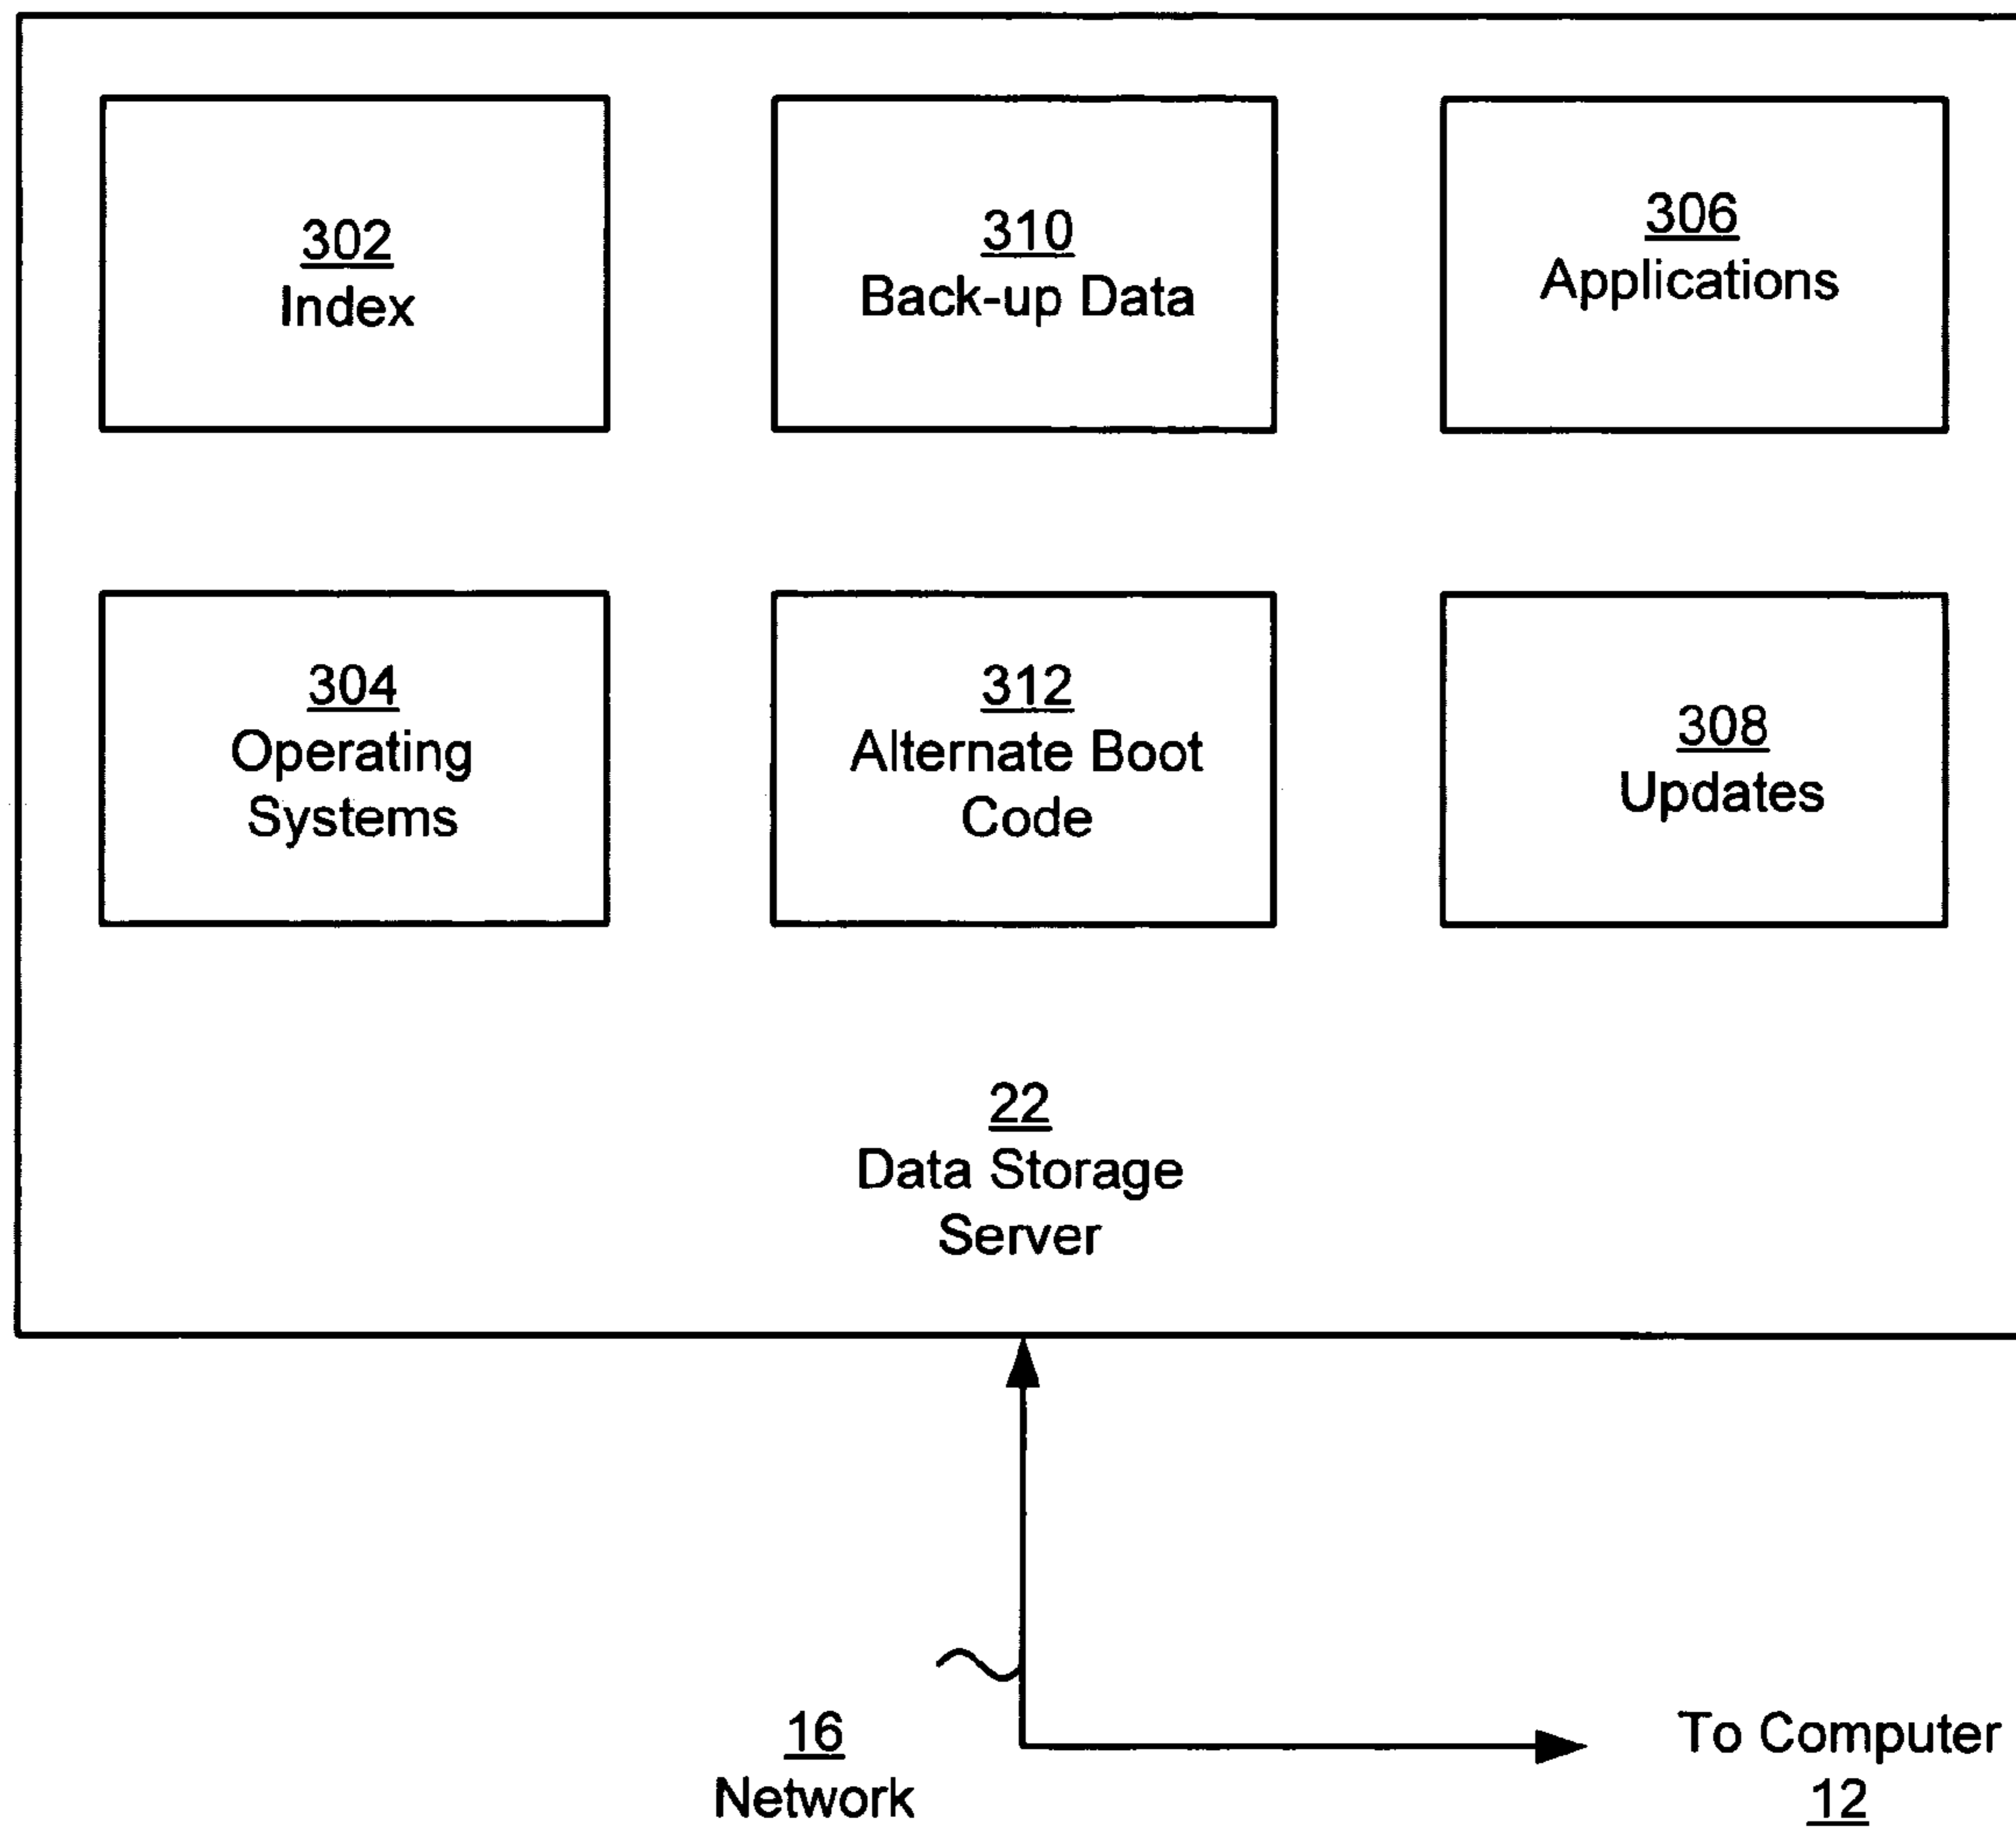 302
Index
310
Back-up Data
306
Applications
304
Operating
Systems
312
Alternate Boot
Code
308
Updates
22
Data Storage
Server
16
Network
To Computer
12